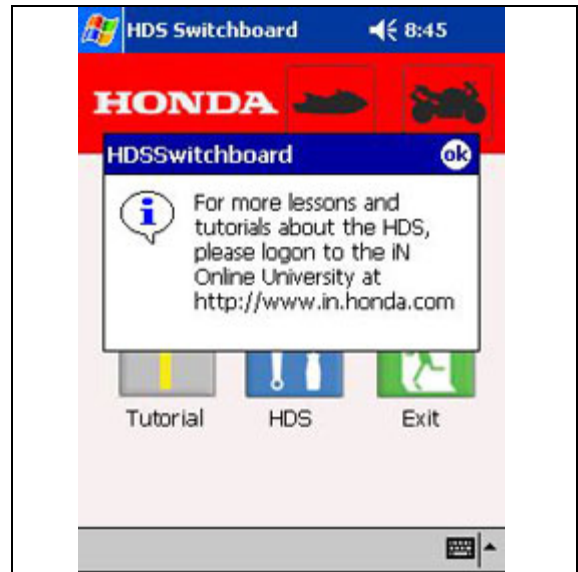 HDS Switchboard 8:45
HONDA
HDSSwitchboard ok
For more lessons and
tutorials about the HDS,
please logon to the iN
Online University at
http://www.in.honda.com
Tutorial HDS Exit